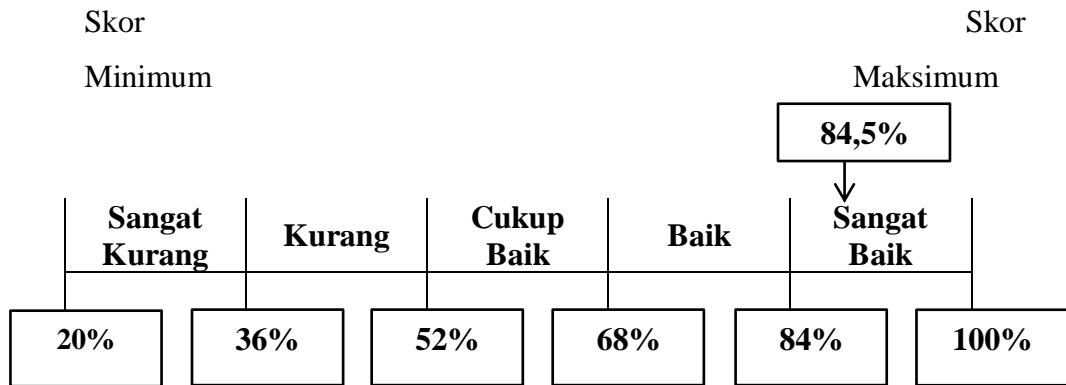 Skor Skor
Minimum Maksimum
84,5%
Sangat Kurang Kurang Cukup Baik Baik Sangat Baik
20% 36% 52% 68% 84% 100%